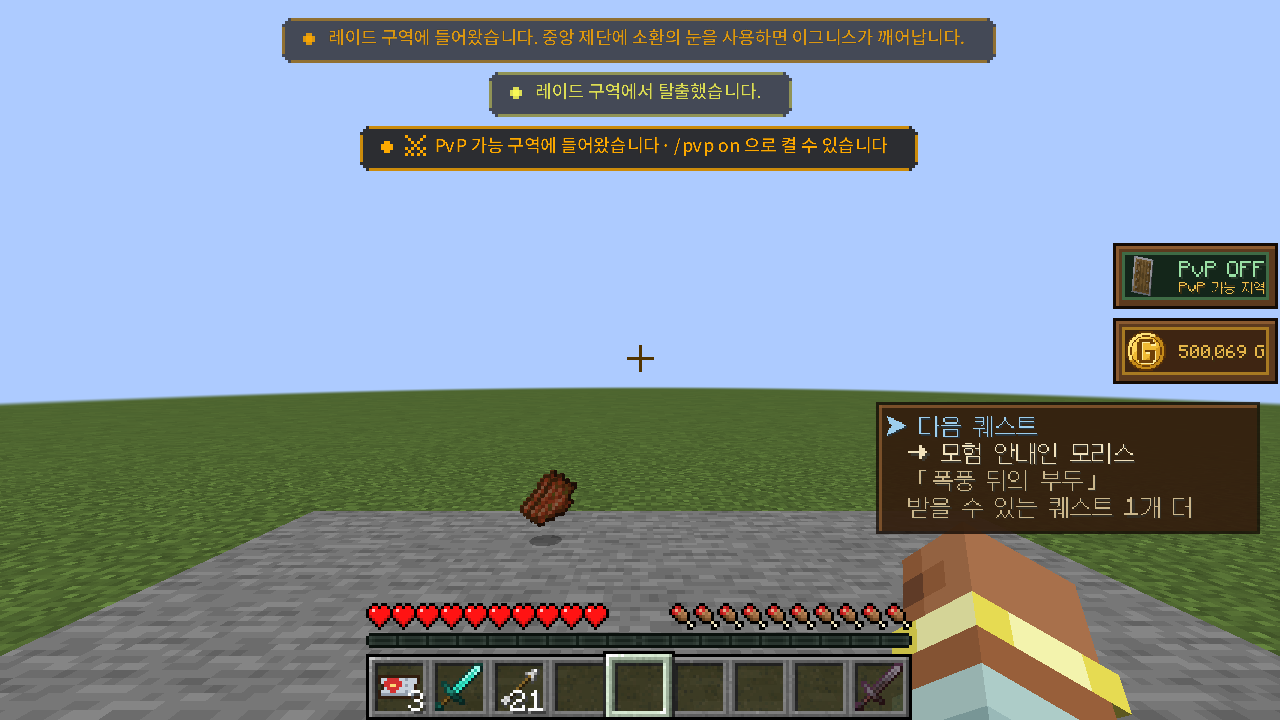 레이드 구역에 들어왔습니다. 중앙 제단에 소환의 눈을 사용하면 이그니스가 깨어납니다.
레이드 구역에서 탈출했습니다.
PvP 가능 구역에 들어왔습니다 · /pvp on 으로 켤 수 있습니다
PvP OFF
PvP 가능 지역
500,069 G
다음 퀘스트
→ 모험 안내인 모리스
「폭풍 뒤의 부두」
받을 수 있는 퀘스트 1개 더
3
21